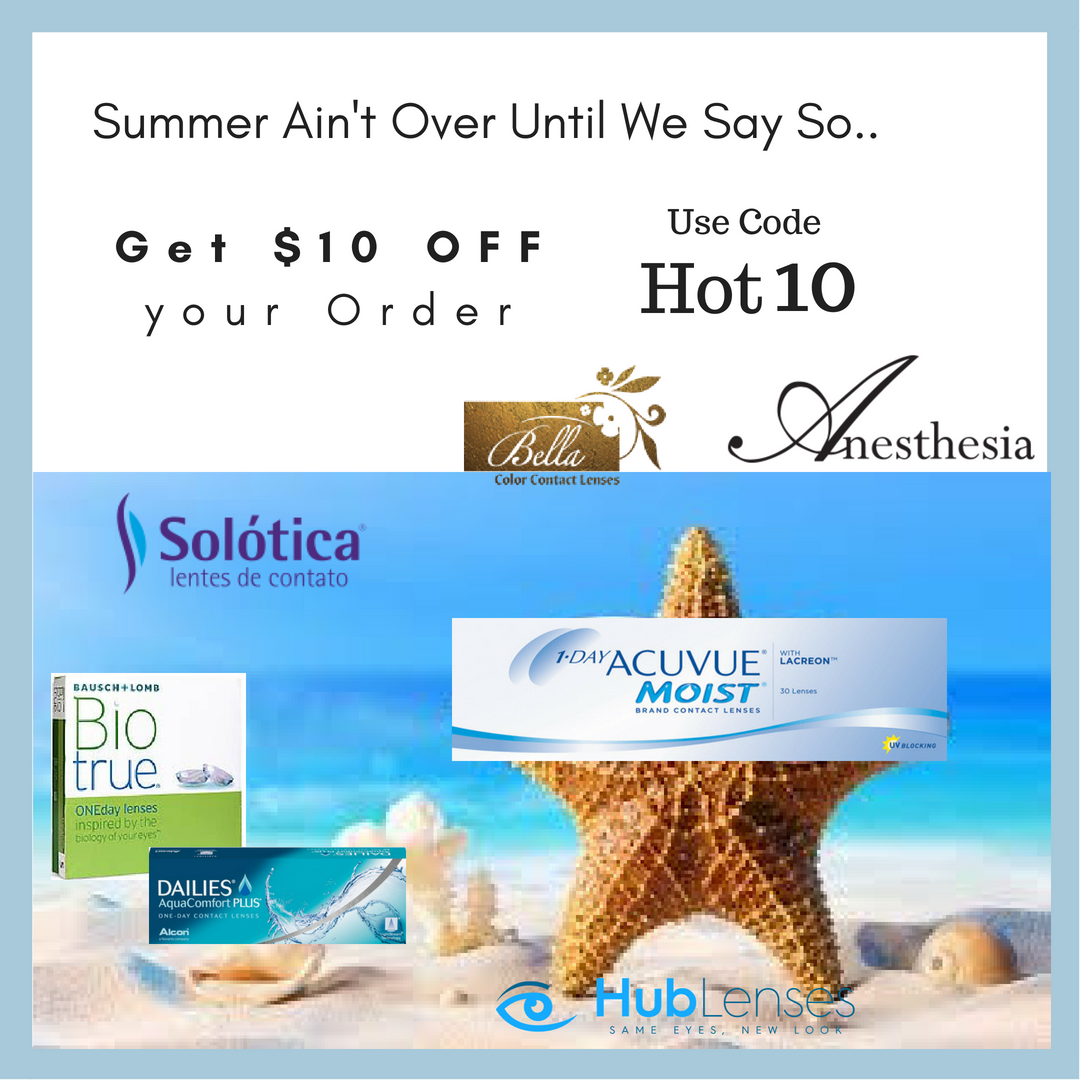 Summer Ain't Over Until We Say So..
Get $10 OFF
your Order
Use Code
Hot10
Bella
Color Contact Lenses
Anesthesia
Solótica®
lentes de contato
1·DAY ACUVUE®
MOIST®
BRAND CONTACT LENSES
WITH
LACREON™
30 Lenses
UV BLOCKING
BAUSCH+LOMB
Bio
true®
ONEday lenses
inspired by the
biology of your eyes™
DAILIES®
AquaComfort PLUS®
ONE-DAY CONTACT LENSES
Alcon
HubLenses
SAME EYES, NEW LOOK